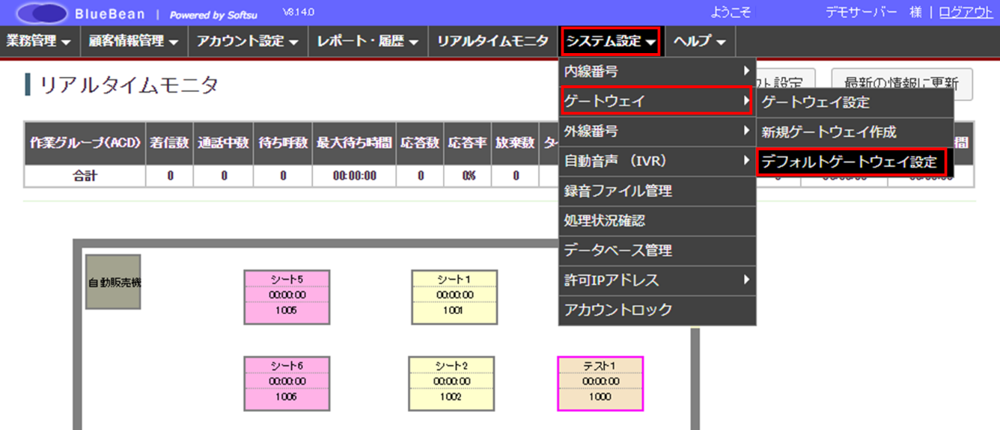 BlueBean | Powered by Softsu V8.14.0 ようこそ デモサーバー 様 | ログアウト
業務管理 顧客情報管理 アカウント設定 レポート・履歴 リアルタイムモニタ システム設定 ヘルプ
リアルタイムモニタ
最新の情報に更新
内線番号
ゲートウェイ
外線番号
自動音声 (IVR)
録音ファイル管理
処理状況確認
データベース管理
許可IPアドレス
アカウントロック
ゲートウェイ設定
新規ゲートウェイ作成
デフォルトゲートウェイ設定
作業グループ(ACD) 着信数 通話中数 待ち呼数 最大待ち時間 応答数 応答率 放棄数
合計 0 0 0 00:00:00 0 0% 0
自動販売機
シート5
00:00:00
1005
シート1
00:00:00
1001
シート6
00:00:00
1006
シート2
00:00:00
1002
テスト1
00:00:00
1000